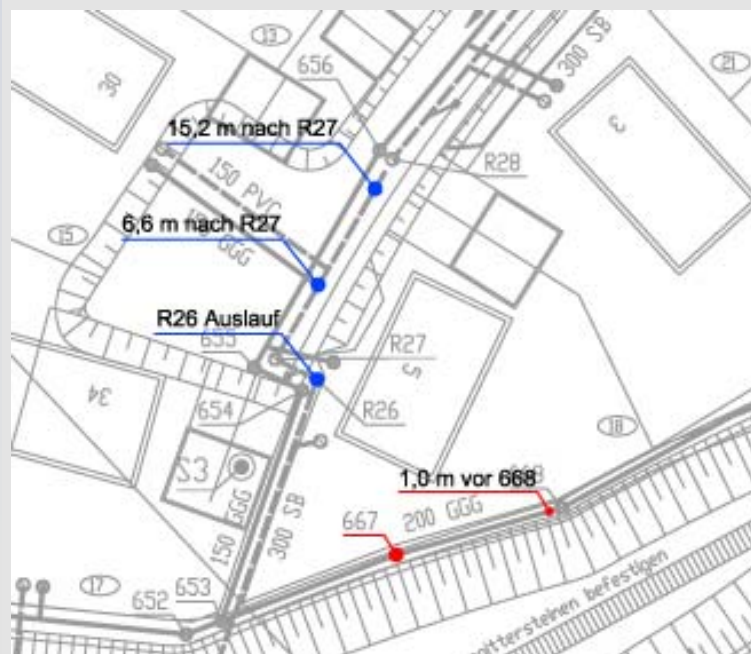 13
656
300 SB
21
30
15,2 m nach R27
3
R28
150 PVC
6,6 m nach R27
GGG
15
R26 Auslauf
655
R27
5
34
654
R26
18
S3
1,0 m vor 668
200 GGG
667
150 GGG
300 SB
17
652
653
befestigen